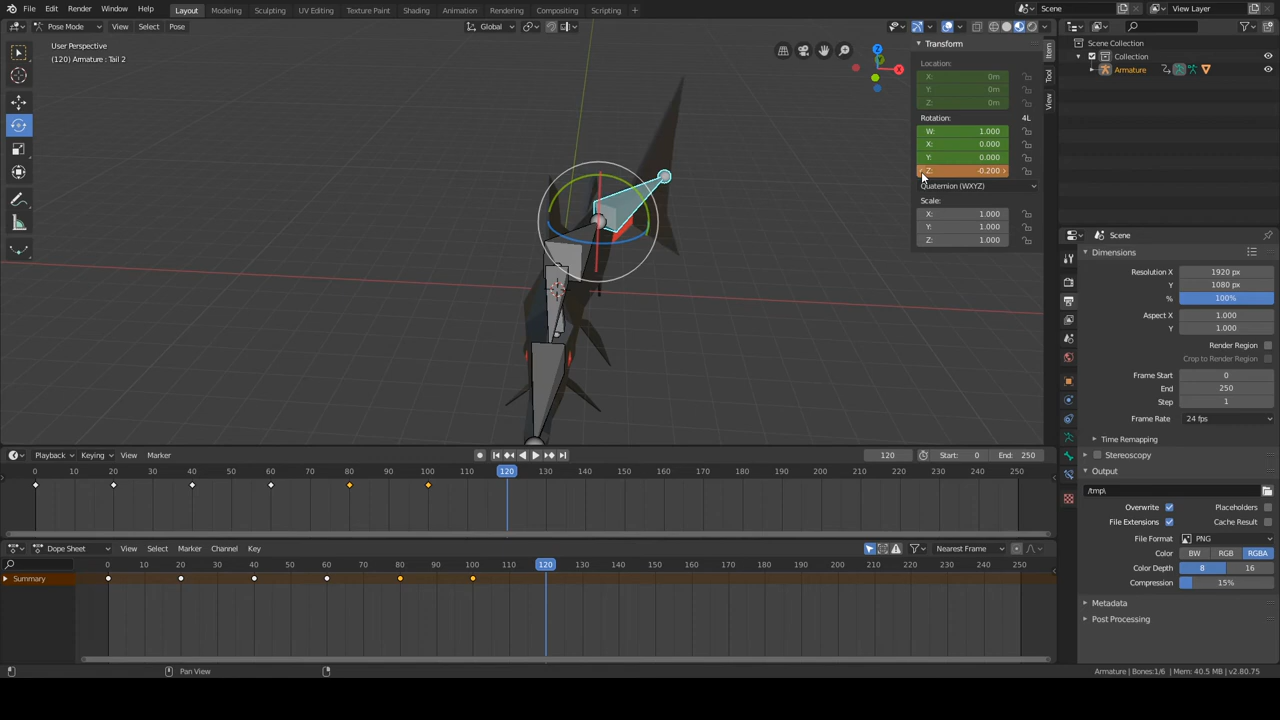 File Edit Render Window Help Layout Modeling Sculpting UV Editing Texture Paint Shading Animation Rendering Compositing Scripting + Scene View Layer
Pose Mode View Select Pose Global
User Perspective
(120) Armature : Tail 2
Transform
Location:
X: 0m
Y: 0m
Z: 0m
Rotation: 4L
W: 1.000
X: 0.000
Y: 0.000
Z: -0.200
Quaternion (WXYZ)
Scale:
X: 1.000
Y: 1.000
Z: 1.000
Item
Tool
View
X
Y
Z
Scene Collection
Collection
Armature
Scene
Dimensions
Resolution X 1920 px
Y 1080 px
% 100%
Aspect X 1.000
Y 1.000
Render Region
Crop to Render Region
Frame Start 0
End 250
Step 1
Frame Rate 24 fps
Time Remapping
Stereoscopy
Output
/tmp\
Overwrite Placeholders
File Extensions Cache Result
File Format PNG
Color BW RGB RGBA
Color Depth 8 16
Compression 15%
Metadata
Post Processing
Playback Keying View Marker 120 Start: 0 End: 250
0 10 20 30 40 50 60 70 80 90 100 110 120 130 140 150 160 170 180 190 200 210 220 230 240 250
Dope Sheet View Select Marker Channel Key Nearest Frame
0 10 20 30 40 50 60 70 80 90 100 110 120 130 140 150 160 170 180 190 200 210 220 230 240 250
Summary
Pan View
Armature | Bones:1/6 | Mem: 40.5 MB | v2.80.75